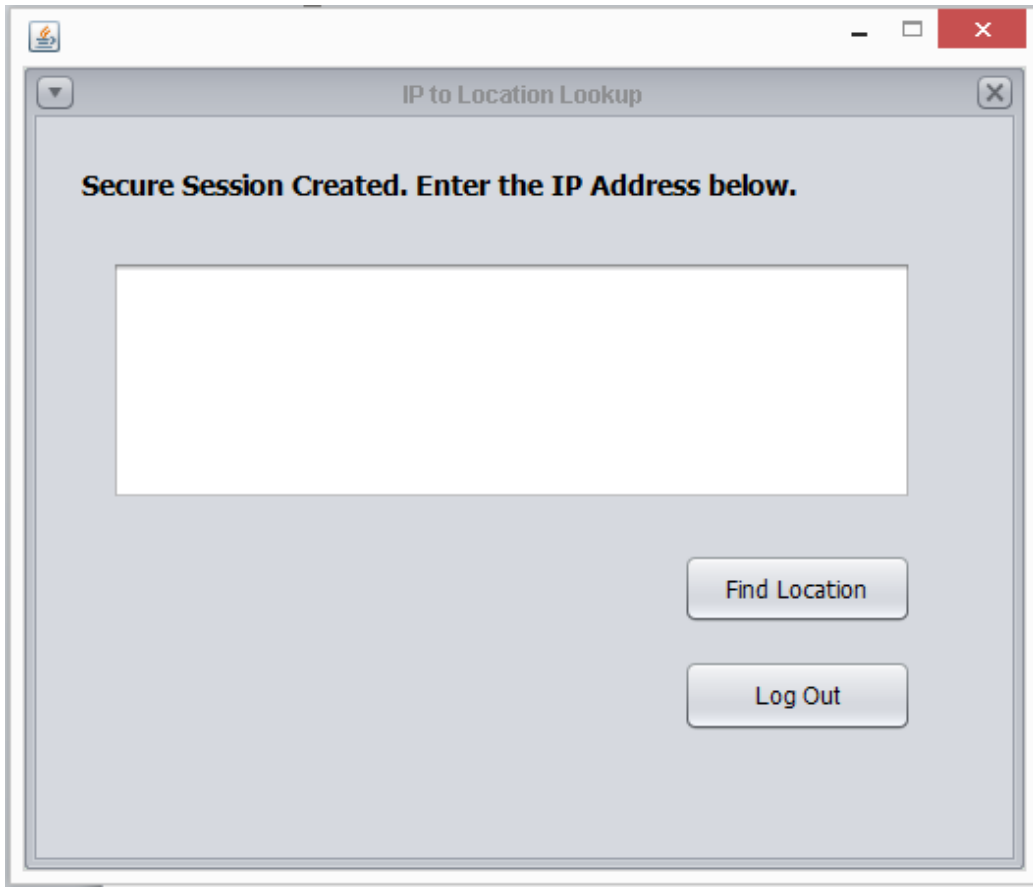 IP to Location Lookup
Secure Session Created. Enter the IP Address below.
Find Location
Log Out